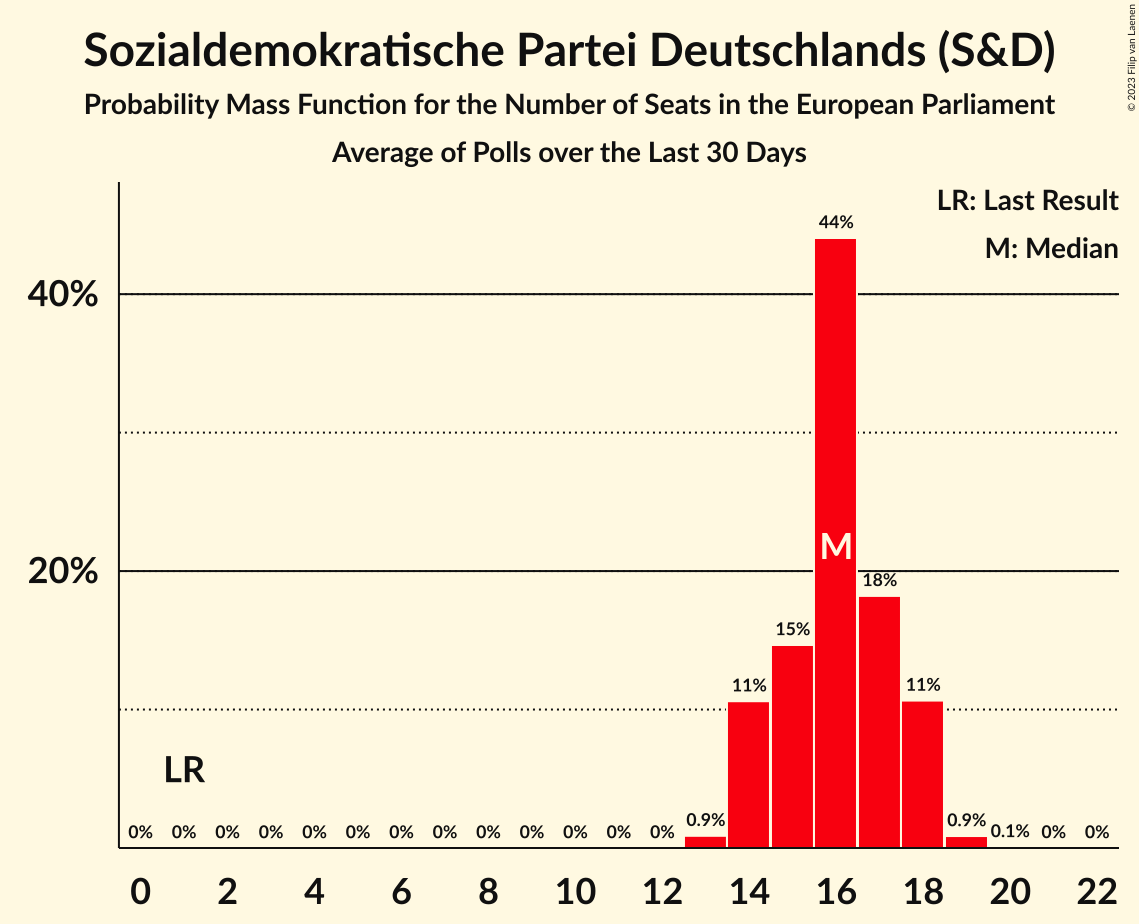 Sozialdemokratische Partei Deutschlands (S&D)
Probability Mass Function for the Number of Seats in the European Parliament
Average of Polls over the Last 30 Days
© 2023 Filip van Laenen
LR: Last Result
M: Median
44%
40%
M
20%
18%
15%
11%
11%
LR
0% 0% 0% 0% 0% 0% 0% 0% 0% 0% 0% 0% 0% 0.9% 0.9% 0.1% 0% 0%
0 2 4 6 8 10 12 14 16 18 20 22